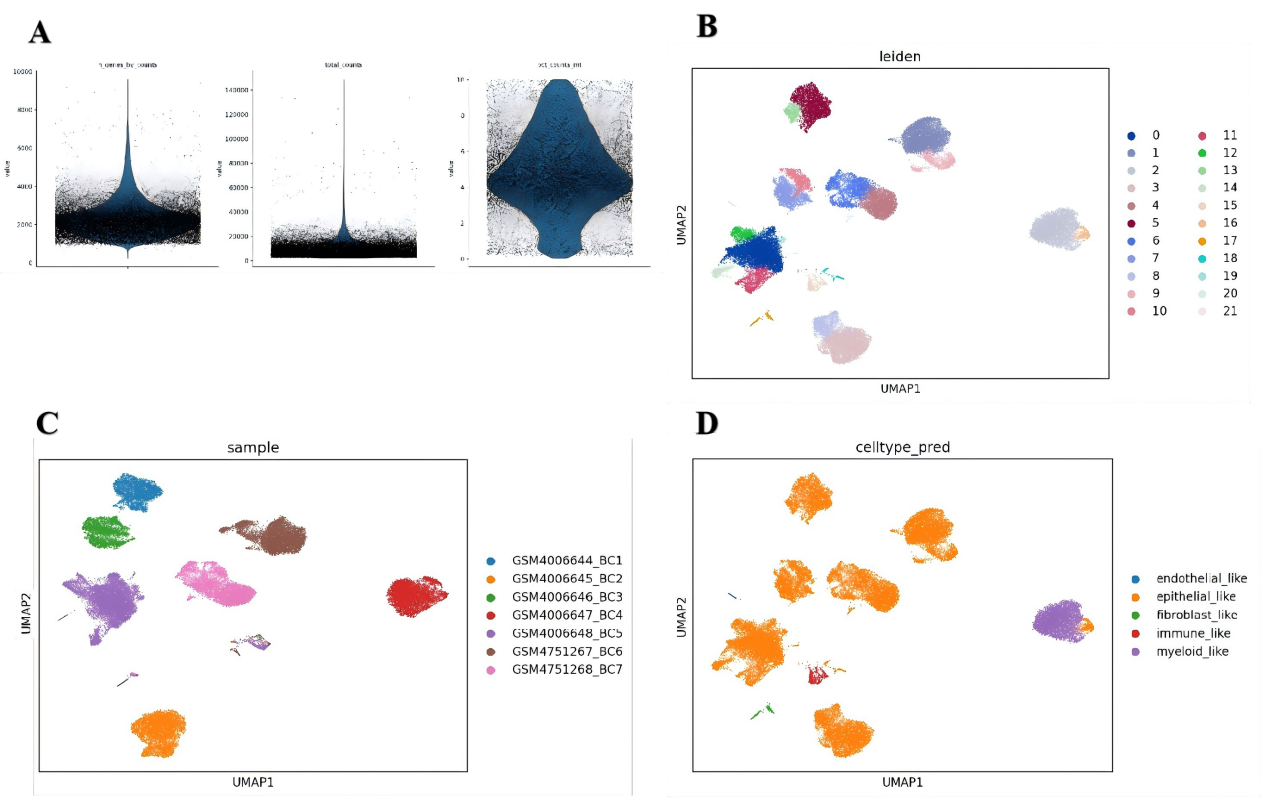 A
n_genes_by_counts
total_counts
pct_counts_mt
value
10000
8000
6000
4000
2000
0
value
140000
120000
100000
80000
60000
40000
20000
0
value
10
8
6
4
2
0
B
leiden
UMAP2
UMAP1
0
1
2
3
4
5
6
7
8
9
10
11
12
13
14
15
16
17
18
19
20
21
C
sample
UMAP2
UMAP1
GSM4006644_BC1
GSM4006645_BC2
GSM4006646_BC3
GSM4006647_BC4
GSM4006648_BC5
GSM4751267_BC6
GSM4751268_BC7
D
celltype_pred
UMAP2
UMAP1
endothelial_like
epithelial_like
fibroblast_like
immune_like
myeloid_like